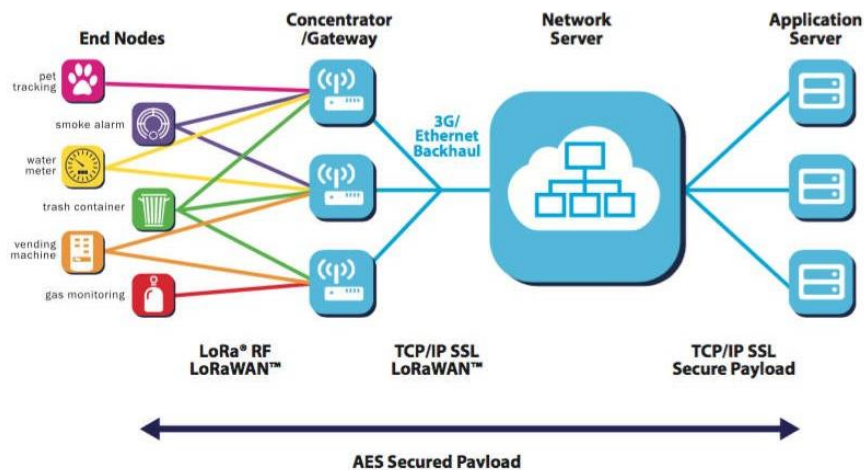 End Nodes
Concentrator
/Gateway
Network
Server
Application
Server
pet
tracking
smoke alarm
water
meter
trash container
vending
machine
gas monitoring
3G/
Ethernet
Backhaul
LoRa® RF
LoRaWAN™
TCP/IP SSL
LoRaWAN™
TCP/IP SSL
Secure Payload
AES Secured Payload